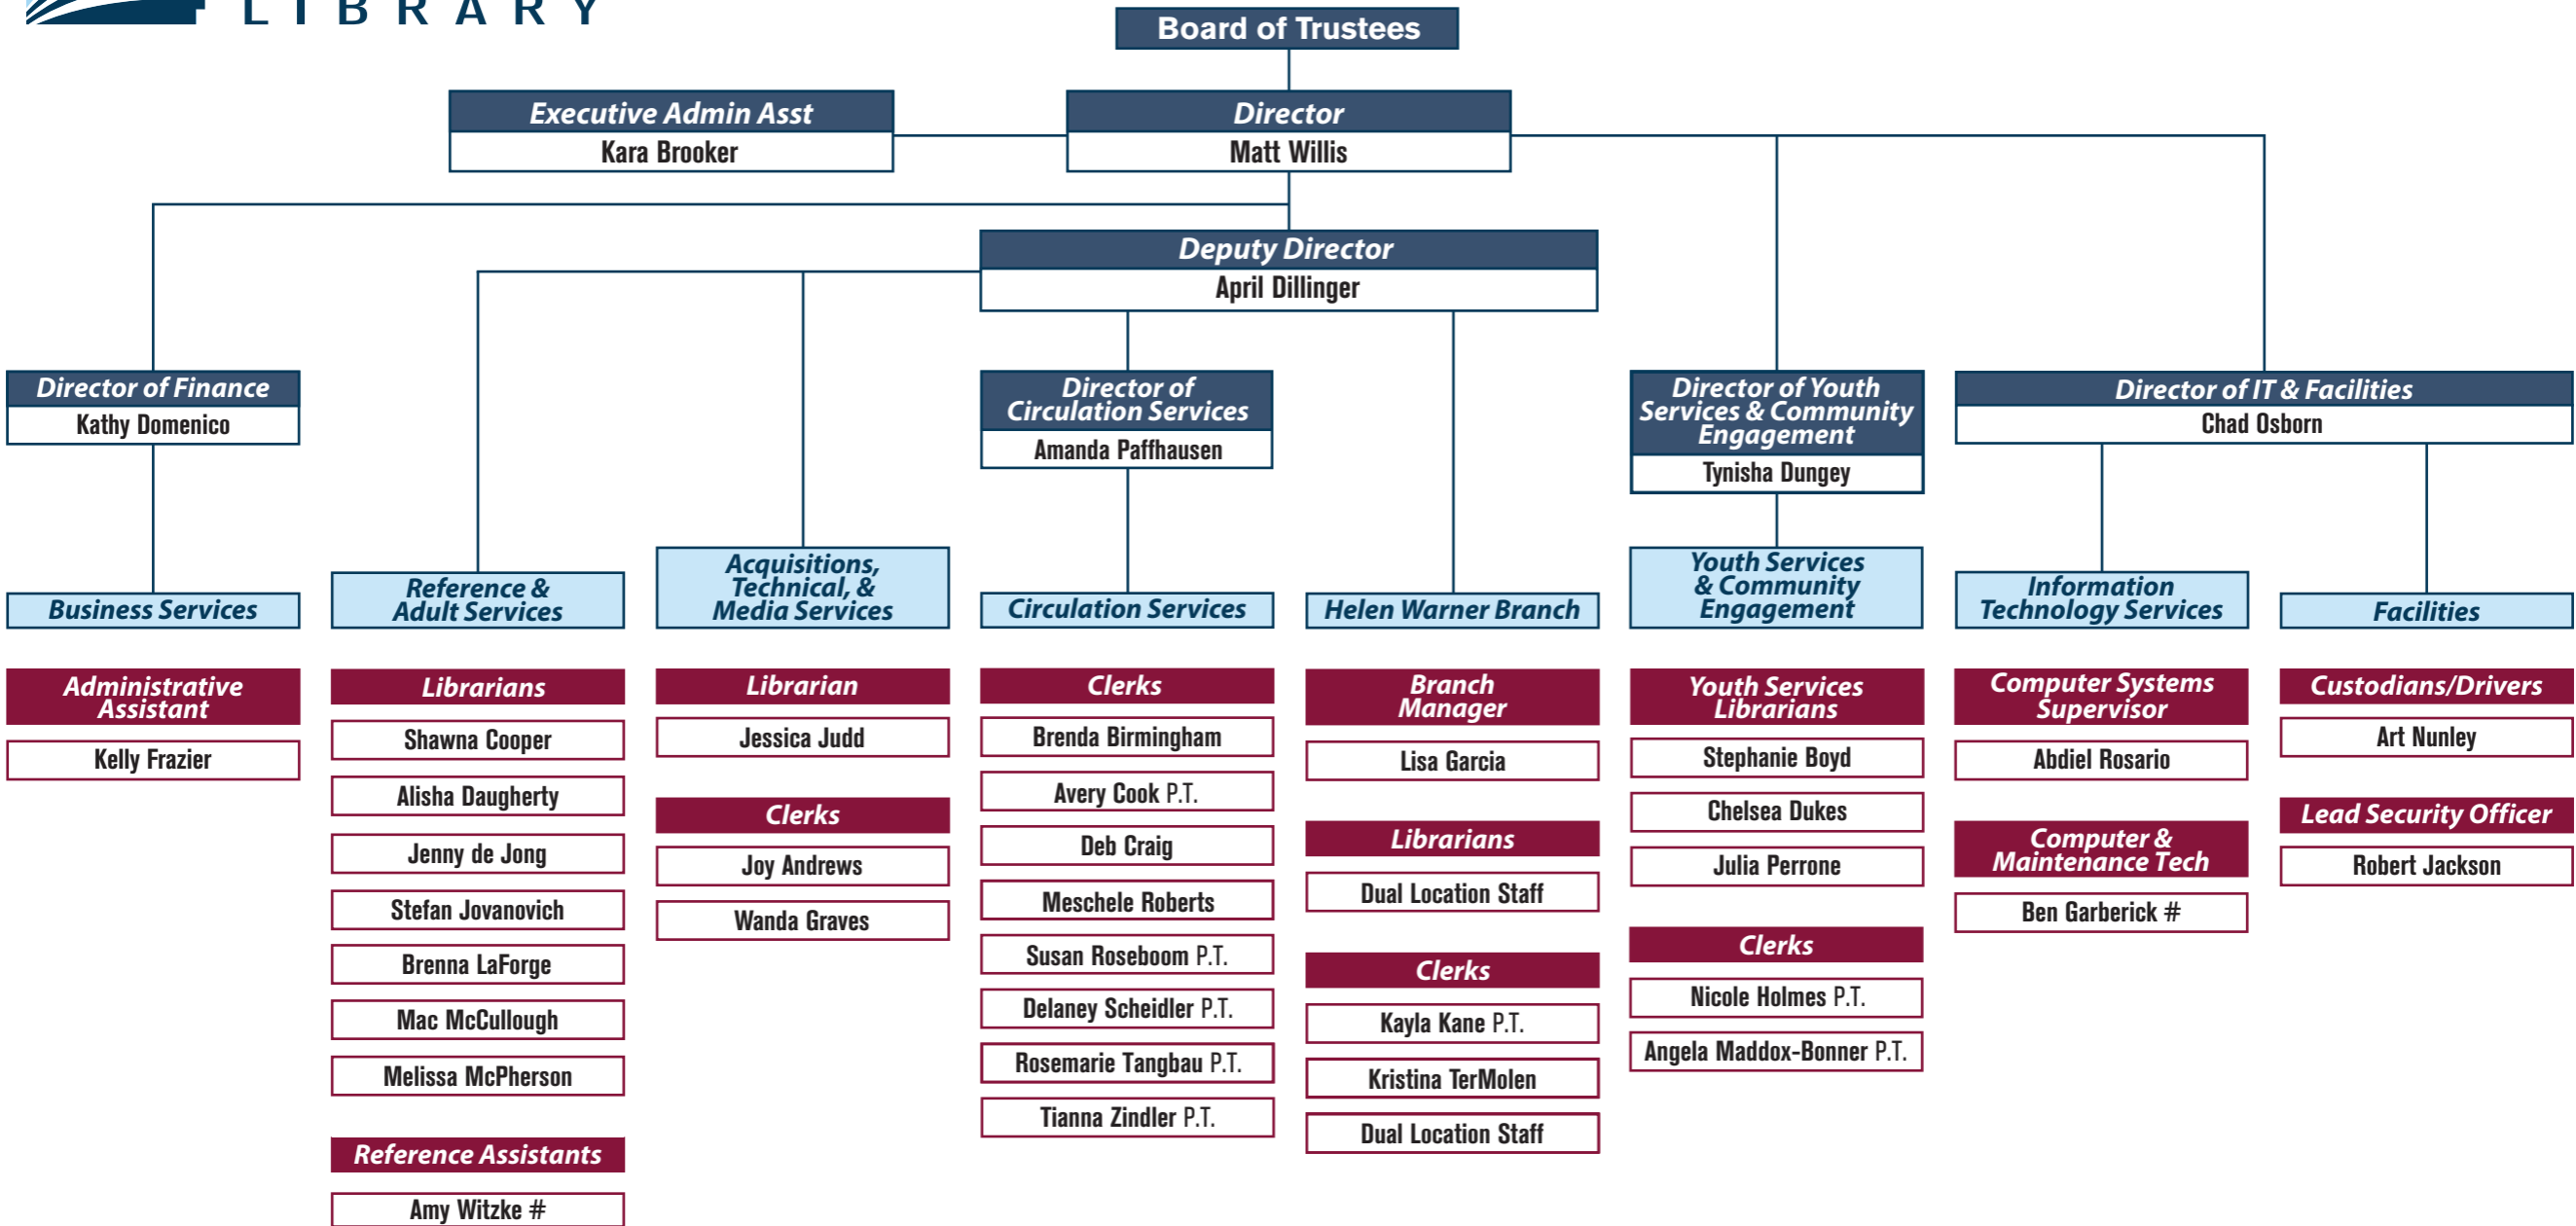 LIBRARY
Board of Trustees
Executive Admin Asst
Kara Brooker
Director
Matt Willis
Deputy Director
April Dillinger
Director of Finance
Kathy Domenico
Director of
Circulation Services
Amanda Paffhausen
Director of Youth
Services & Community
Engagement
Tynisha Dungey
Director of IT & Facilities
Chad Osborn
Business Services
Reference &
Adult Services
Acquisitions,
Technical, &
Media Services
Circulation Services
Helen Warner Branch
Youth Services
& Community
Engagement
Information
Technology Services
Facilities
Administrative
Assistant
Kelly Frazier
Librarians
Shawna Cooper
Alisha Daugherty
Jenny de Jong
Stefan Jovanovich
Brenna LaForge
Mac McCullough
Melissa McPherson
Reference Assistants
Amy Witzke #
Librarian
Jessica Judd
Clerks
Joy Andrews
Wanda Graves
Clerks
Brenda Birmingham
Avery Cook P.T.
Deb Craig
Meschele Roberts
Susan Roseboom P.T.
Delaney Scheidler P.T.
Rosemarie Tangbau P.T.
Tianna Zindler P.T.
Branch
Manager
Lisa Garcia
Librarians
Dual Location Staff
Clerks
Kayla Kane P.T.
Kristina TerMolen
Dual Location Staff
Youth Services
Librarians
Stephanie Boyd
Chelsea Dukes
Julia Perrone
Clerks
Nicole Holmes P.T.
Angela Maddox-Bonner P.T.
Computer Systems
Supervisor
Abdiel Rosario
Computer &
Maintenance Tech
Ben Garberick #
Custodians/Drivers
Art Nunley
Lead Security Officer
Robert Jackson